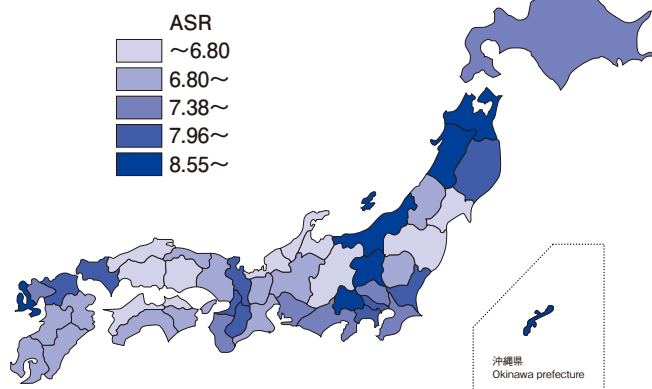 ASR
～6.80
6.80～
7.38～
7.96～
8.55～
沖縄県
Okinawa prefecture